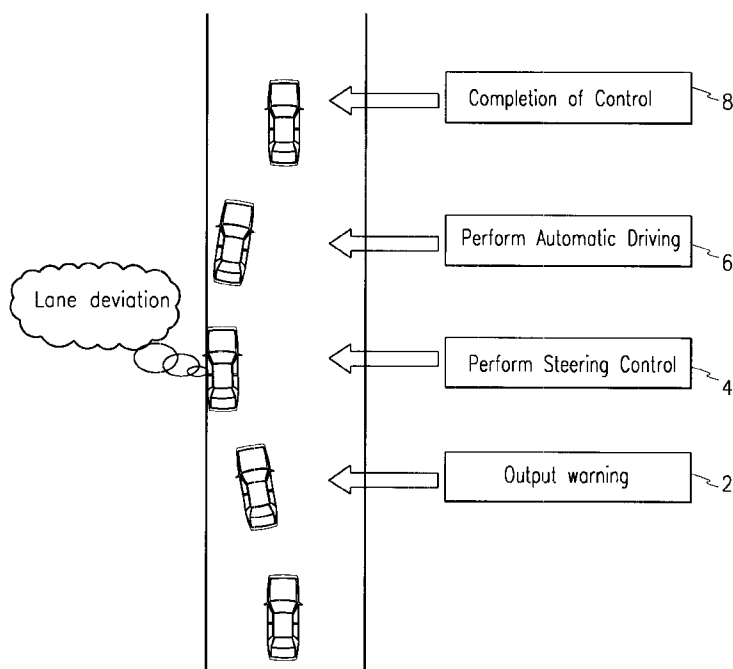 Completion of Control
8
Perform Automatic Driving
6
Lane deviation
Perform Steering Control
4
Output warning
2